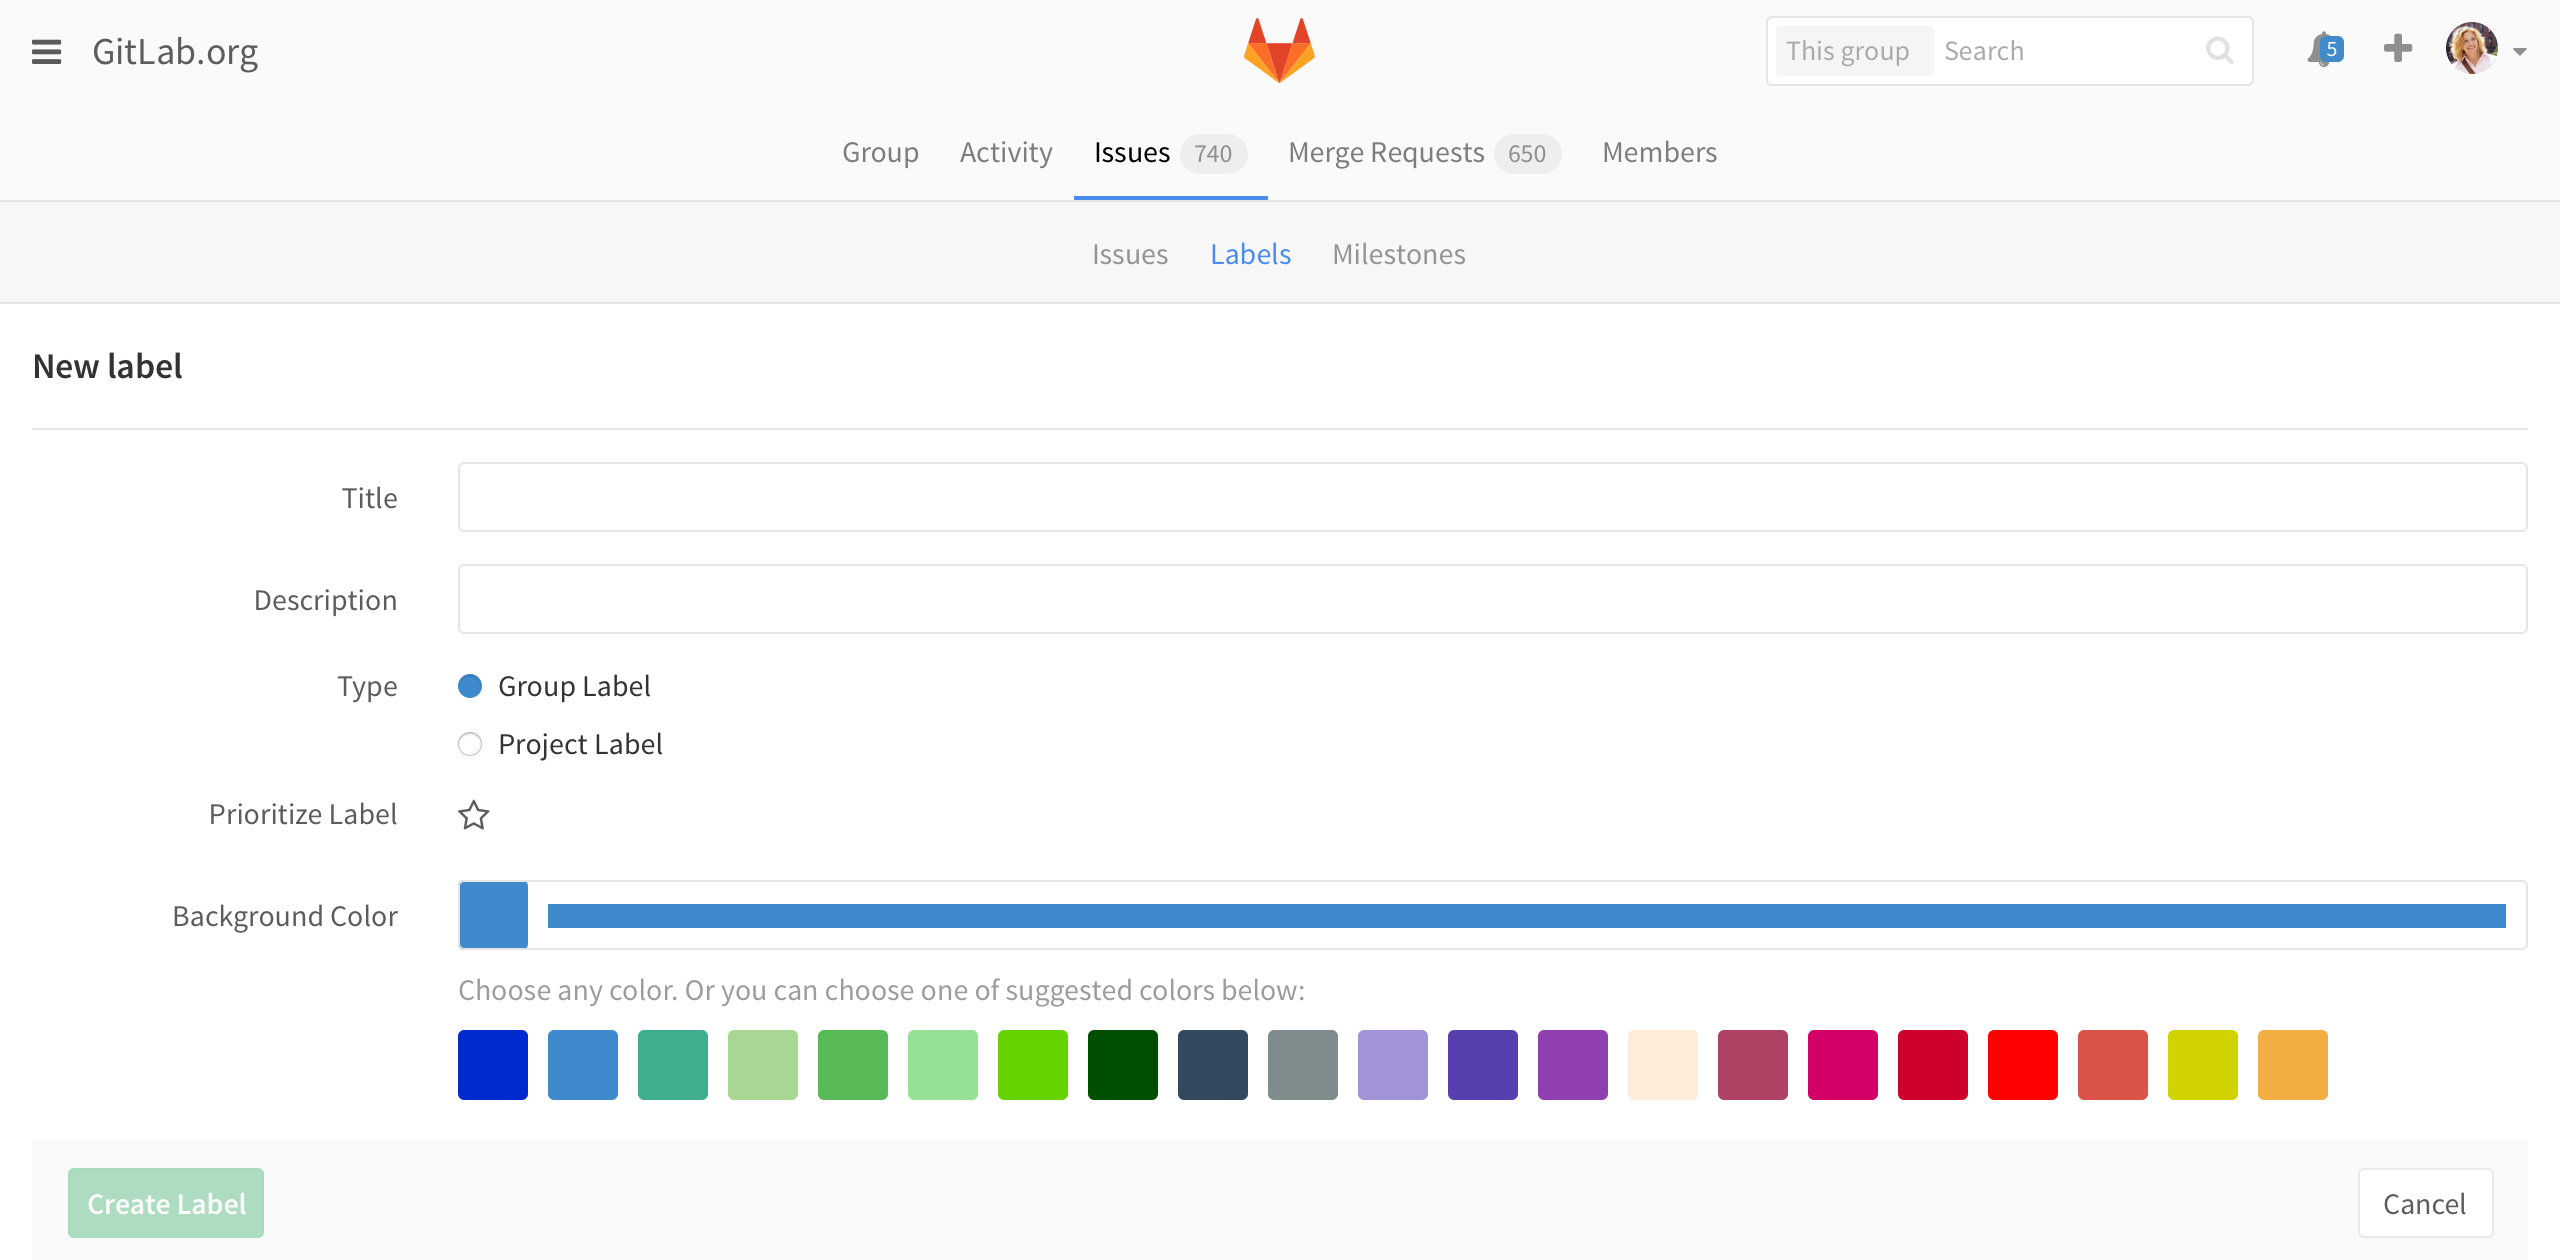 GitLab.org
This group Search
5
Group Activity Issues 740 Merge Requests 650 Members
Issues Labels Milestones
New label
Title
Description
Type Group Label
Project Label
Prioritize Label
Background Color
Choose any color. Or you can choose one of suggested colors below:
Create Label Cancel